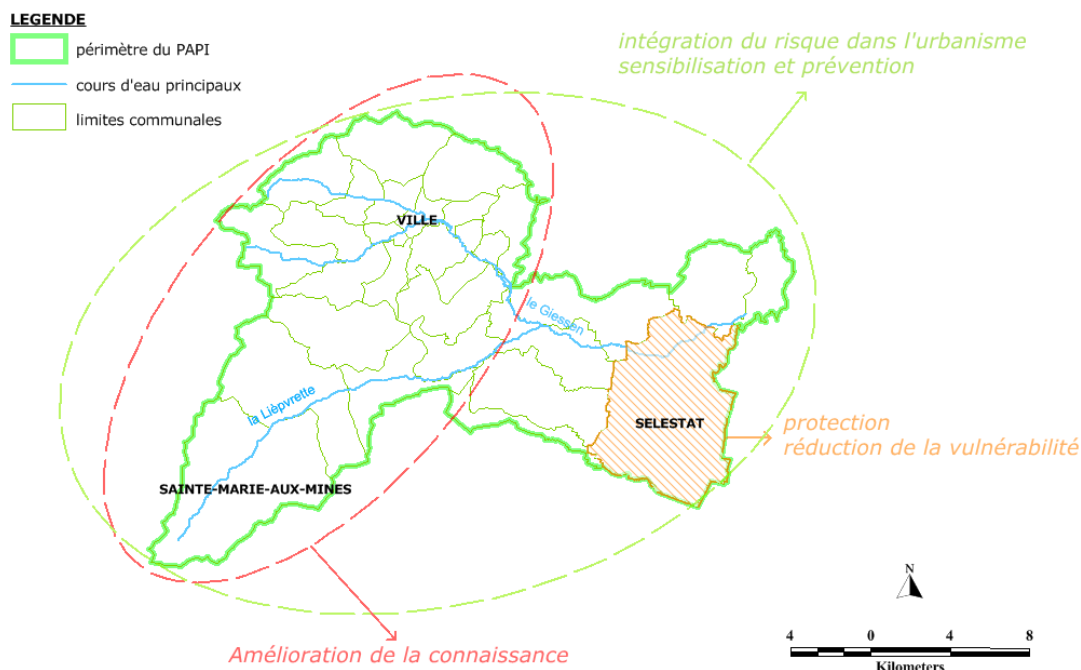 LEGENDE
périmètre du PAPI
cours d'eau principaux
limites communales
intégration du risque dans l'urbanisme
sensibilisation et prévention
VILLE
le Giessen
la Lièpvrette
SELESTAT
protection
réduction de la vulnérabilité
SAINTE-MARIE-AUX-MINES
Amélioration de la connaissance
N
4 0 4 8
Kilometers